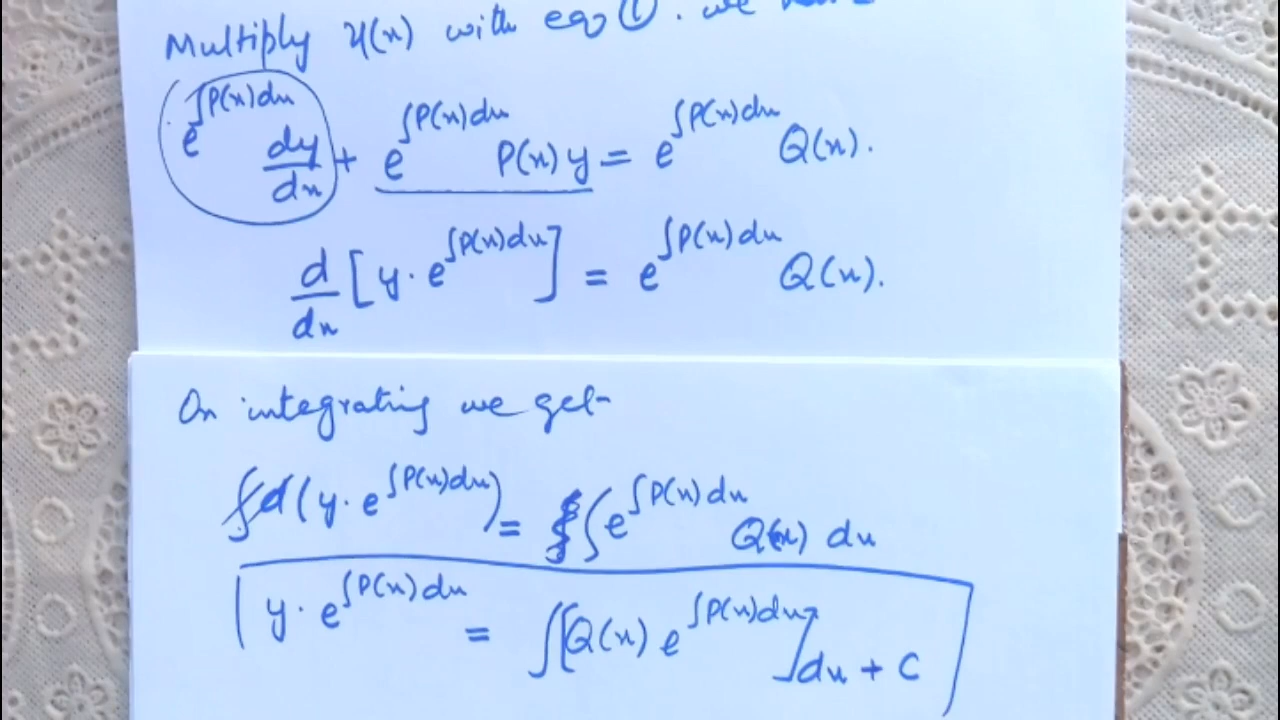 Multiply μ(x) with eq ①. we have
e^{∫P(x)dx} dy/dx + e^{∫P(x)dx} P(x) y = e^{∫P(x)dx} Q(x).
d/dx [y. e^{∫P(x)dx}] = e^{∫P(x)dx} Q(x).
On integrating we get-
∫d(y. e^{∫P(x)dx}) = ∫(e^{∫P(x)dx} Q(x) dx
y. e^{∫P(x)dx} = ∫[Q(x) e^{∫P(x)dx}]dx + C